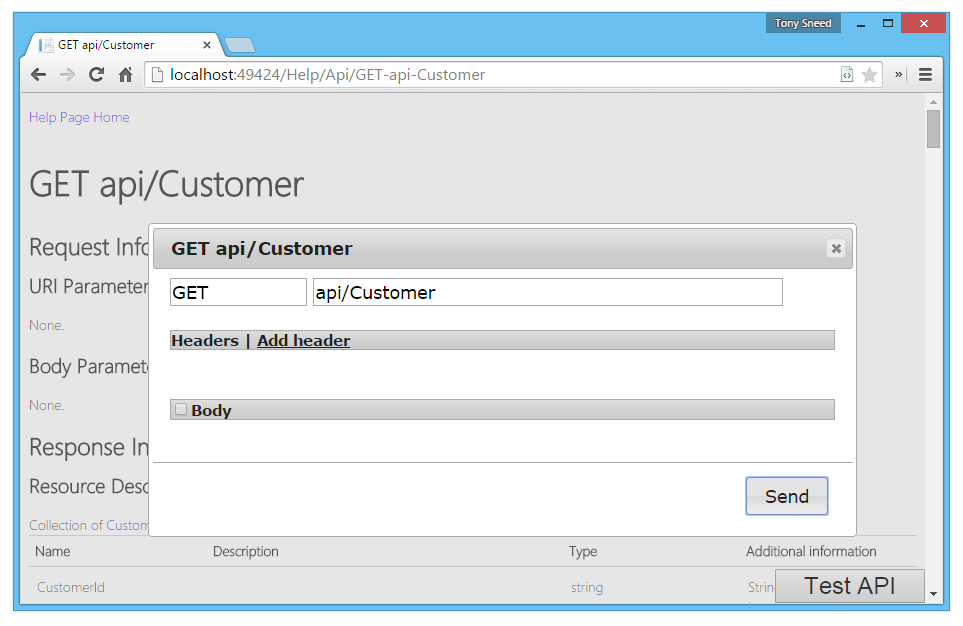 Tony Sneed
GET api/Customer
localhost:49424/Help/Api/GET-api-Customer
Help Page Home
GET api/Customer
Request Info
URI Parameter
None.
Body Paramet
None.
Response In
Resource Desc
Collection of Custom
GET api/Customer
GET
api/Customer
Headers | Add header
Body
Send
Name Description Type Additional information
CustomerId string Strin
Test API